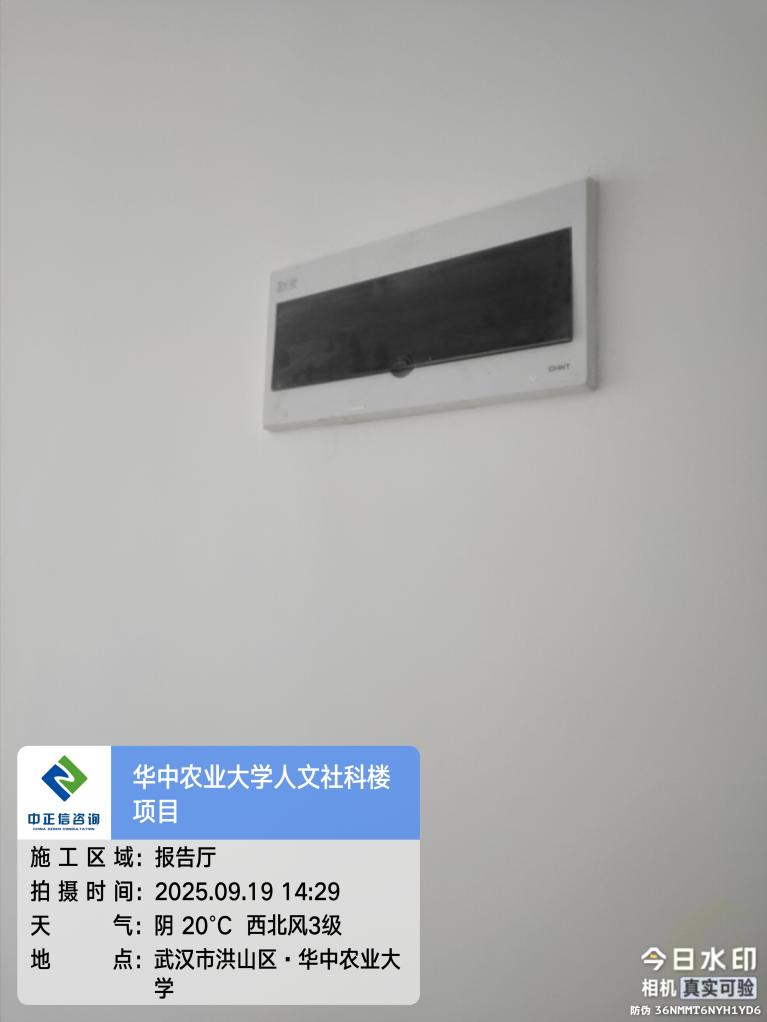 CHNT
华中农业大学人文社科楼
项目
中正信咨询
施工区域：报告厅
拍摄时间：2025.09.19 14:29
天气：阴 20℃ 西北风3级
地点：武汉市洪山区·华中农业大
学
今日水印
相机 真实可验
防伪 36NMMT6NYH1YD6